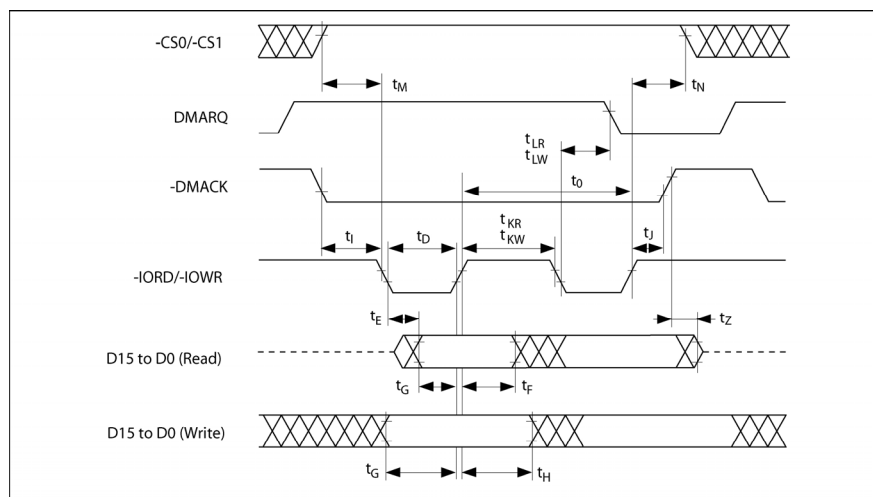 -CS0/-CS1
tM
tN
DMARQ
tLR
tLW
-DMACK
t0
tI
tD
tKR
tKW
tJ
-IORD/-IOWR
tE
tZ
D15 to D0 (Read)
tG
tF
D15 to D0 (Write)
tG
tH